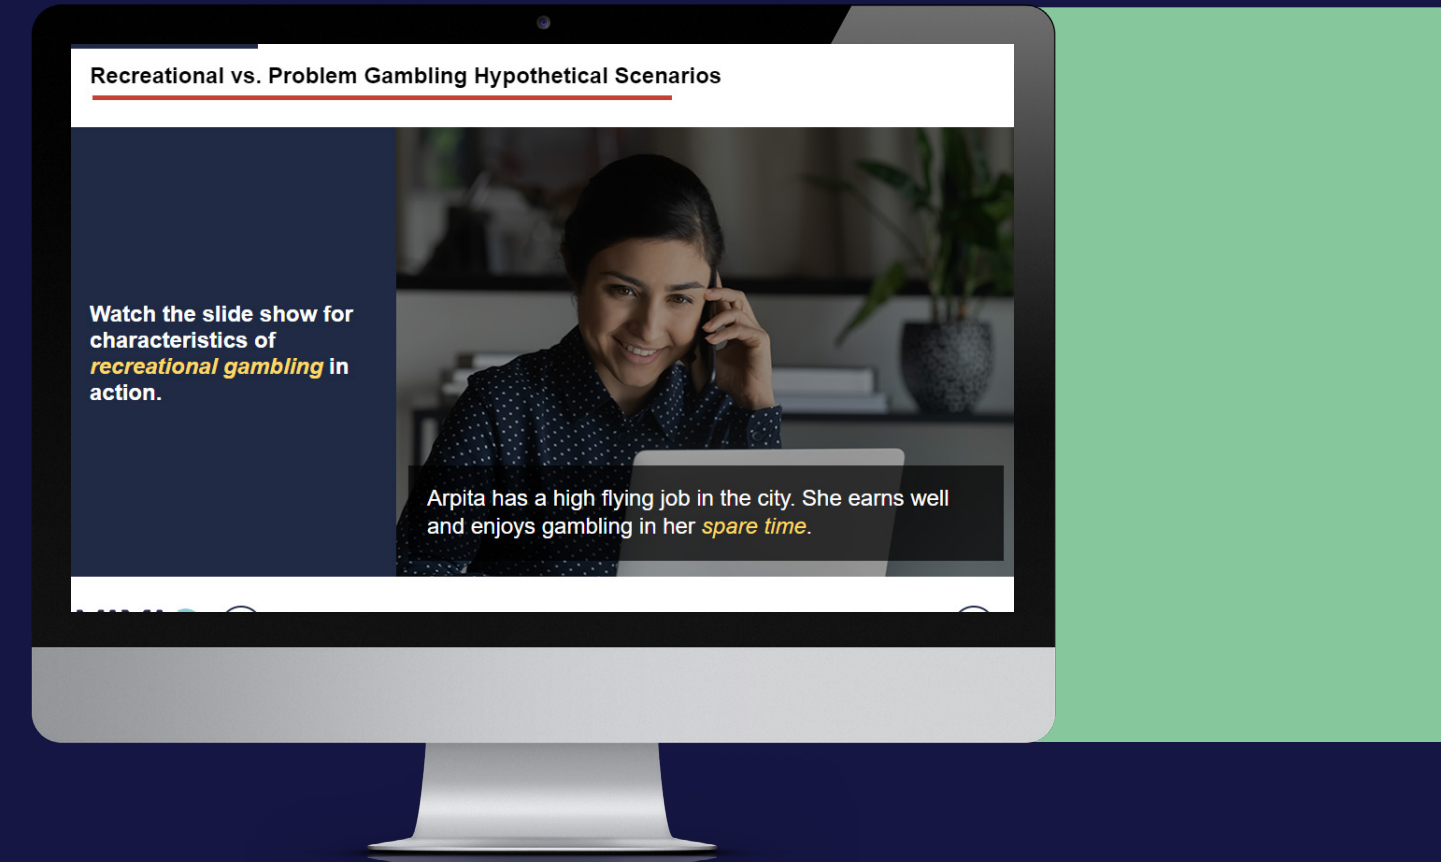 Recreational vs. Problem Gambling Hypothetical Scenarios
Watch the slide show for
characteristics of
recreational gambling in
action.
Arpita has a high flying job in the city. She earns well
and enjoys gambling in her spare time.